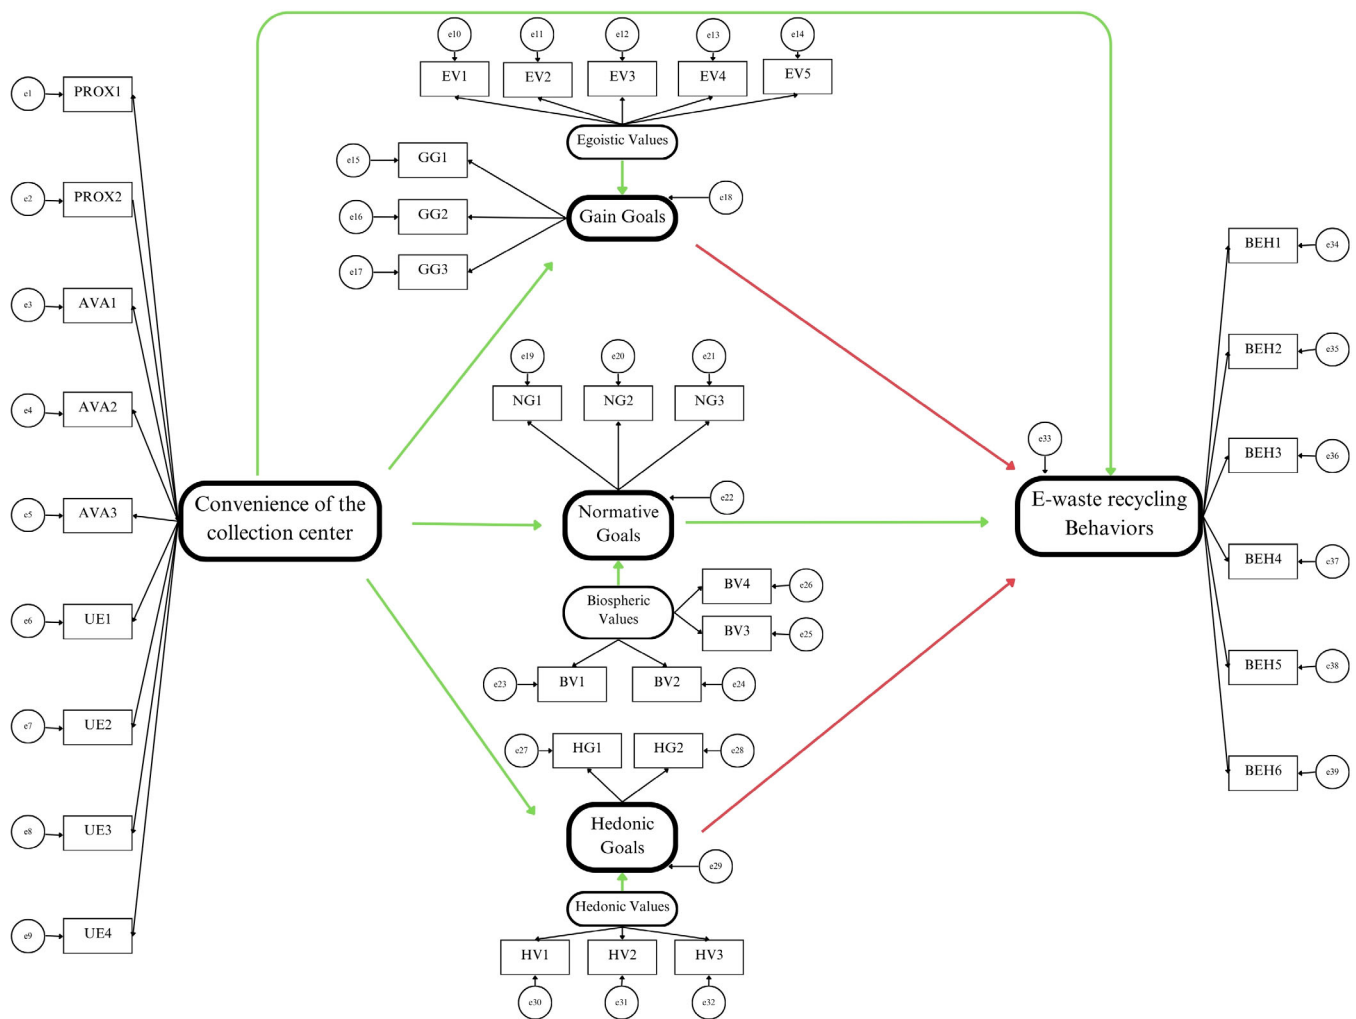 e10
e11
e12
e13
e14
EV1
EV2
EV3
EV4
EV5
e1
PROX1
Egoistic Values
e15
GG1
e2
PROX2
e16
GG2
Gain Goals
e18
e17
GG3
BEH1
e34
e3
AVA1
e19
e20
e21
BEH2
e35
e4
AVA2
NG1
NG2
NG3
e33
BEH3
e36
e5
AVA3
Convenience of the
collection center
Normative
Goals
e22
E-waste recycling
Behaviors
BEH4
e37
e6
UE1
Biospheric
Values
BV4
e26
BV3
e25
e23
BV1
BV2
e24
BEH5
e38
e7
UE2
e27
HG1
HG2
e28
BEH6
e39
e8
UE3
Hedonic
Goals
e29
e9
UE4
Hedonic Values
HV1
HV2
HV3
e30
e31
e32